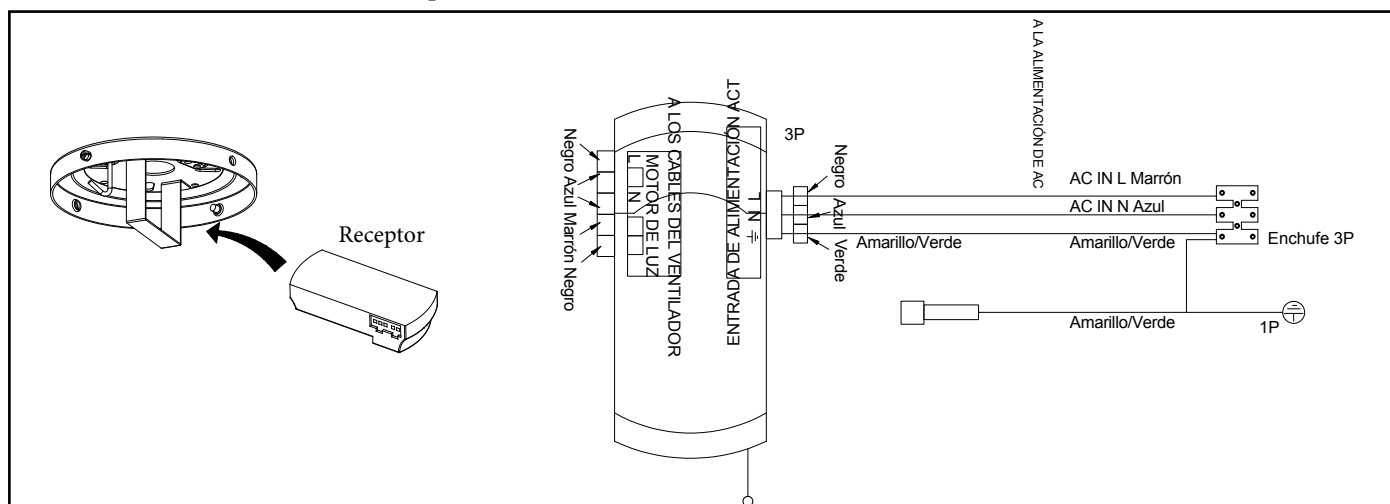 Receptor
Negro Azul Marrón Negro
L N
MOTOR DE LUZ
A LOS CABLES DEL VENTILADOR
ENTRADA DE ALIMENTACIÓN ACT
L
N
3P
Negro Azul Verde
A LA ALIMENTACIÓN DE AC
AC IN L Marrón
AC IN N Azul
Amarillo/Verde
Amarillo/Verde
Enchufe 3P
Amarillo/Verde
1P